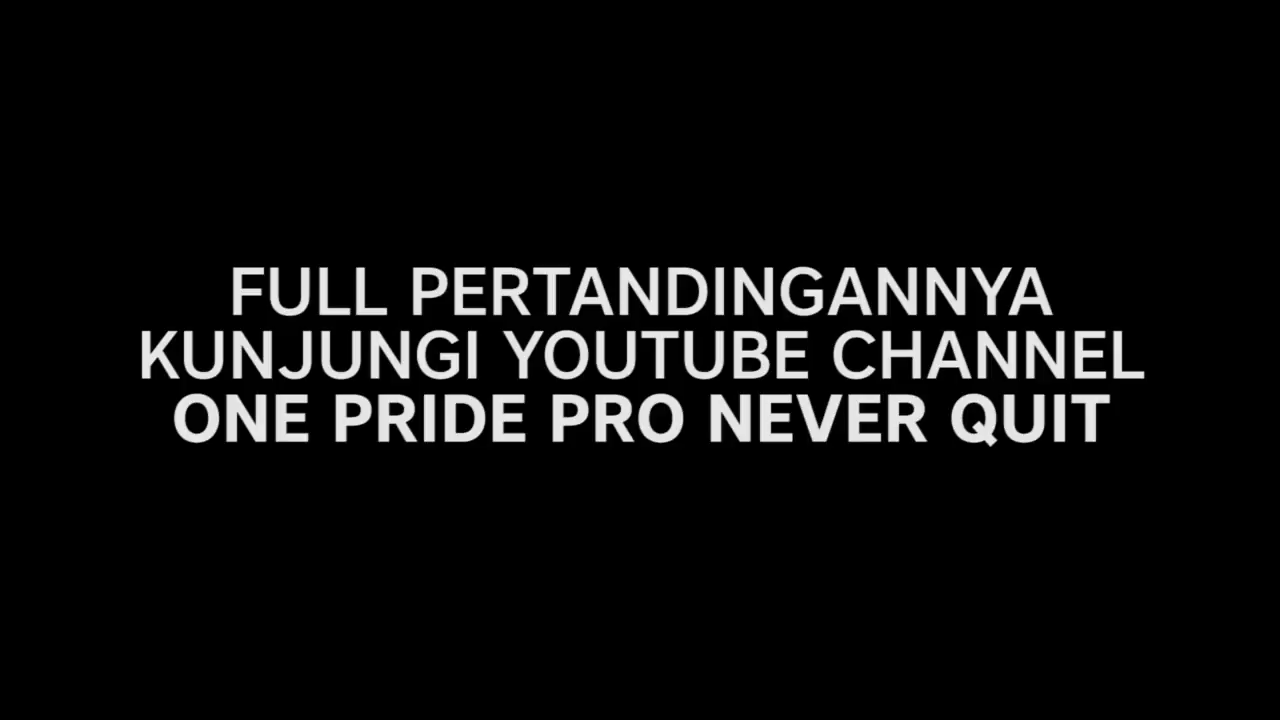 FULL PERTANDINGANNYA
KUNJUNGI YOUTUBE CHANNEL
ONE PRIDE PRO NEVER QUIT